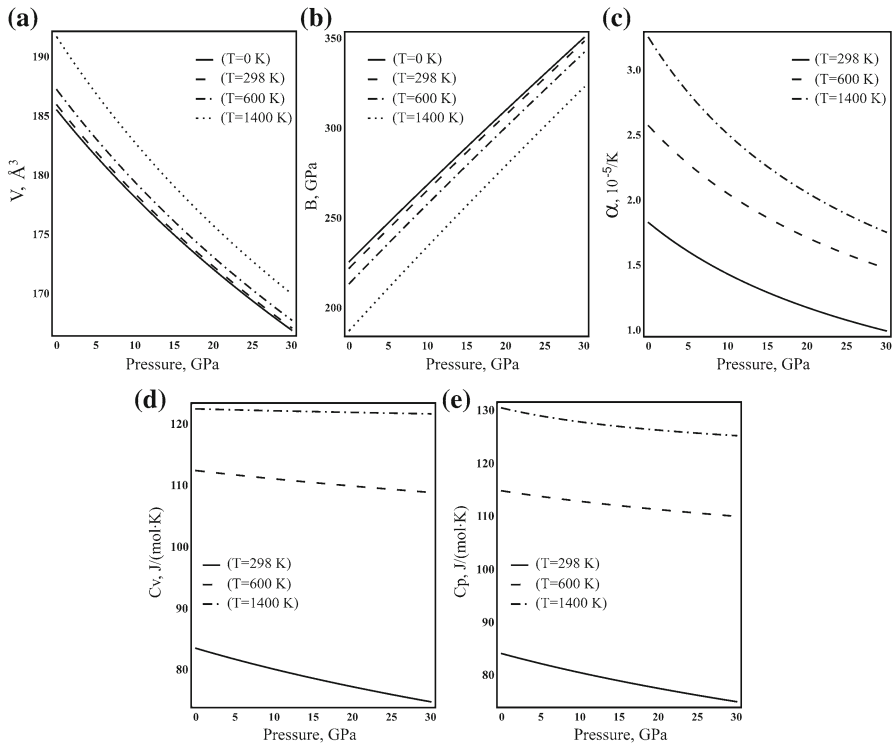 (a)
V, Å³
190
185
180
175
170
0 5 10 15 20 25 30
Pressure, GPa
(T=0 K)
(T=298 K)
(T=600 K)
(T=1400 K)
(b)
B, GPa
350
300
250
200
0 5 10 15 20 25 30
Pressure, GPa
(T=0 K)
(T=298 K)
(T=600 K)
(T=1400 K)
(c)
α, 10⁻⁵/K
3.0
2.5
2.0
1.5
1.0
0 5 10 15 20 25 30
Pressure, GPa
(T=298 K)
(T=600 K)
(T=1400 K)
(d)
Cv, J/(mol·K)
120
110
100
90
80
0 5 10 15 20 25 30
Pressure, GPa
(T=298 K)
(T=600 K)
(T=1400 K)
(e)
Cp, J/(mol·K)
130
120
110
100
90
80
0 5 10 15 20 25 30
Pressure, GPa
(T=298 K)
(T=600 K)
(T=1400 K)